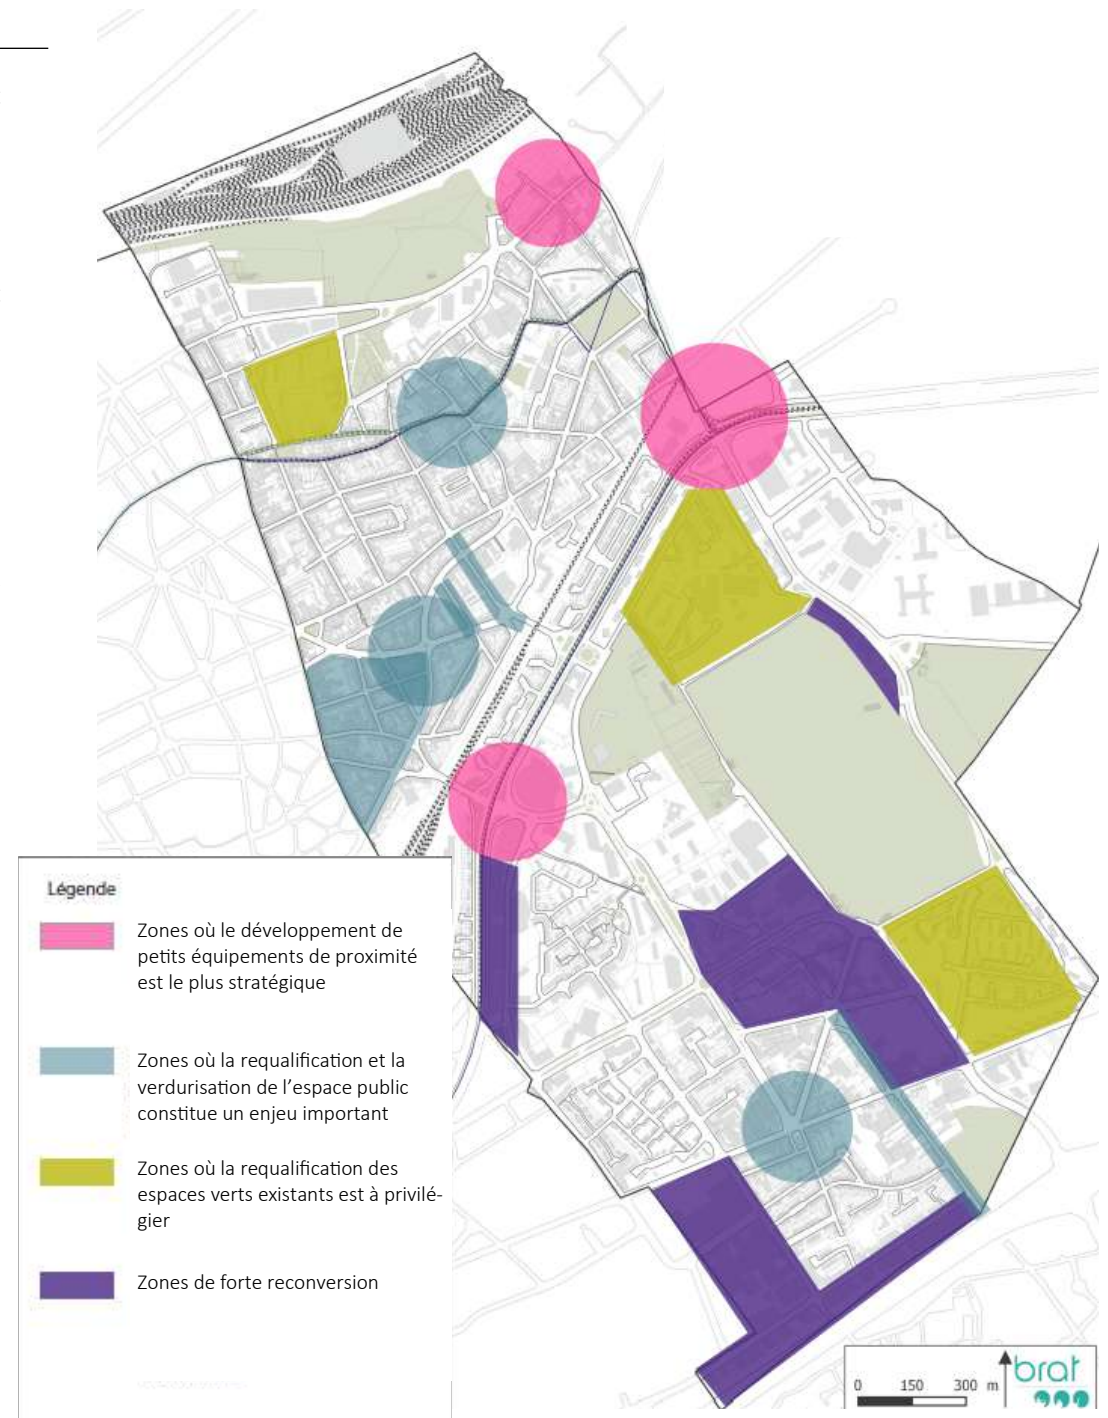 Légende
Zones où le développement de
petits équipements de proximité
est le plus stratégique
Zones où la requalification et la
verdurisation de l'espace public
constitue un enjeu important
Zones où la requalification des
espaces verts existants est à privilé-
gier
Zones de forte reconversion
0 150 300 m
brat